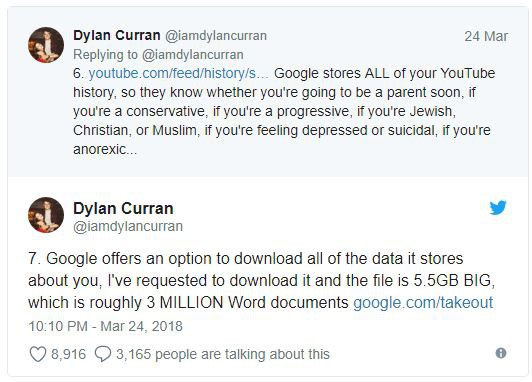 Dylan Curran @iamdylancurran 24 Mar
Replying to @iamdylancurran
6. youtube.com/feed/history/s... Google stores ALL of your YouTube
history, so they know whether you're going to be a parent soon, if
you're a conservative, if you're a progressive, if you're Jewish,
Christian, or Muslim, if you're feeling depressed or suicidal, if you're
anorexic...
Dylan Curran
@iamdylancurran
7. Google offers an option to download all of the data it stores
about you, I've requested to download it and the file is 5.5GB BIG,
which is roughly 3 MILLION Word documents google.com/takeout
10:10 PM - Mar 24, 2018
8,916 3,165 people are talking about this